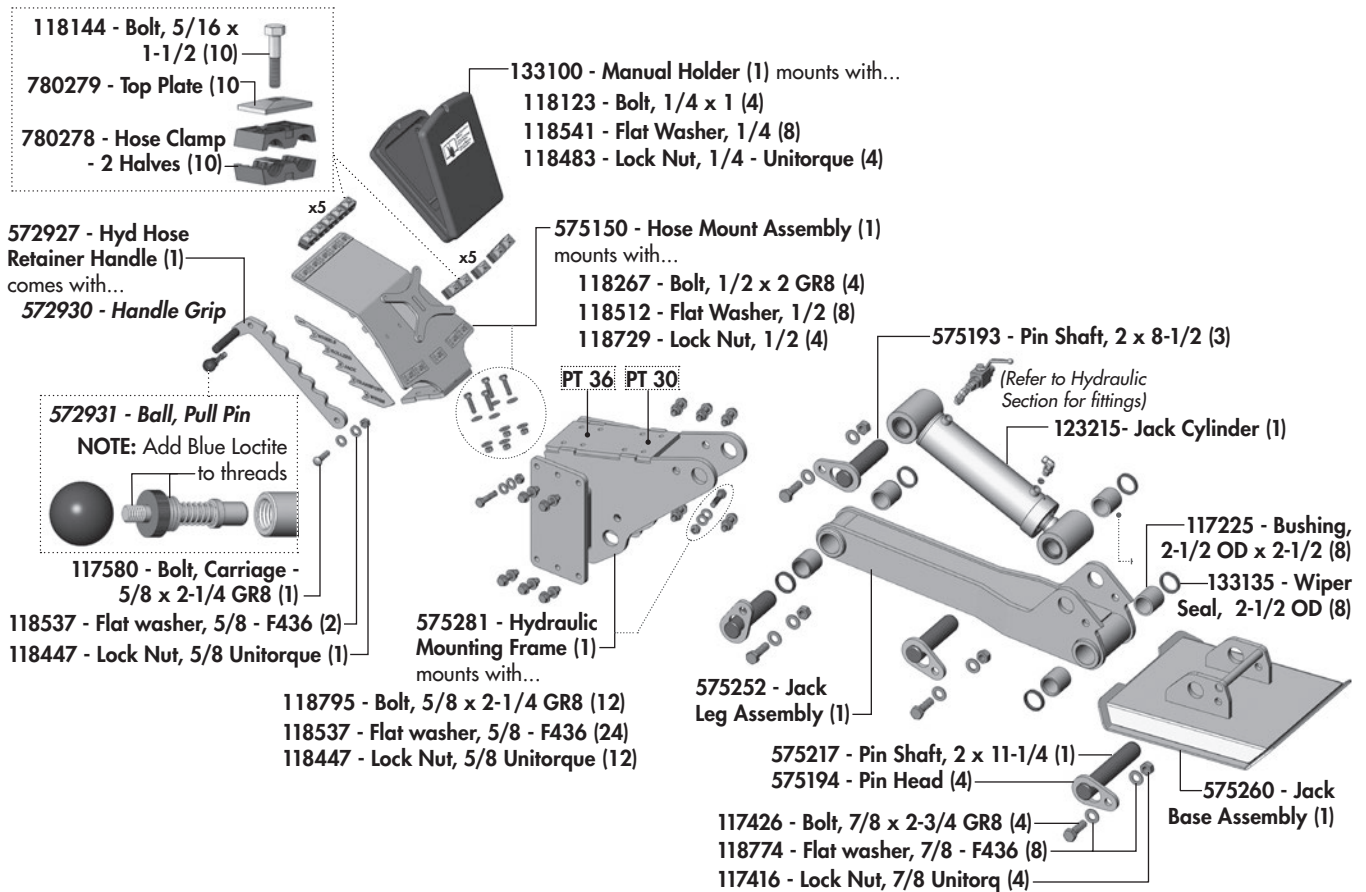 118144 - Bolt, 5/16 x
1-1/2 (10)
780279 - Top Plate (10
780278 - Hose Clamp
- 2 Halves (10)
133100 - Manual Holder (1) mounts with...
118123 - Bolt, 1/4 x 1 (4)
118541 - Flat Washer, 1/4 (8)
118483 - Lock Nut, 1/4 - Unitorque (4)
x5
x5
572927 - Hyd Hose
Retainer Handle (1)
comes with...
572930 - Handle Grip
575150 - Hose Mount Assembly (1)
mounts with...
118267 - Bolt, 1/2 x 2 GR8 (4)
118512 - Flat Washer, 1/2 (8)
118729 - Lock Nut, 1/2 (4)
PT 36 PT 30
575193 - Pin Shaft, 2 x 8-1/2 (3)
(Refer to Hydraulic
Section for fittings)
123215- Jack Cylinder (1)
572931 - Ball, Pull Pin
NOTE: Add Blue Loctite
to threads
117225 - Bushing,
2-1/2 OD x 2-1/2 (8)
133135 - Wiper
Seal, 2-1/2 OD (8)
117580 - Bolt, Carriage -
5/8 x 2-1/4 GR8 (1)
118537 - Flat washer, 5/8 - F436 (2)
118447 - Lock Nut, 5/8 Unitorque (1)
575281 - Hydraulic
Mounting Frame (1)
mounts with...
118795 - Bolt, 5/8 x 2-1/4 GR8 (12)
118537 - Flat washer, 5/8 - F436 (24)
118447 - Lock Nut, 5/8 Unitorque (12)
575252 - Jack
Leg Assembly (1)
575217 - Pin Shaft, 2 x 11-1/4 (1)
575194 - Pin Head (4)
117426 - Bolt, 7/8 x 2-3/4 GR8 (4)
118774 - Flat washer, 7/8 - F436 (8)
117416 - Lock Nut, 7/8 Unitorq (4)
575260 - Jack
Base Assembly (1)